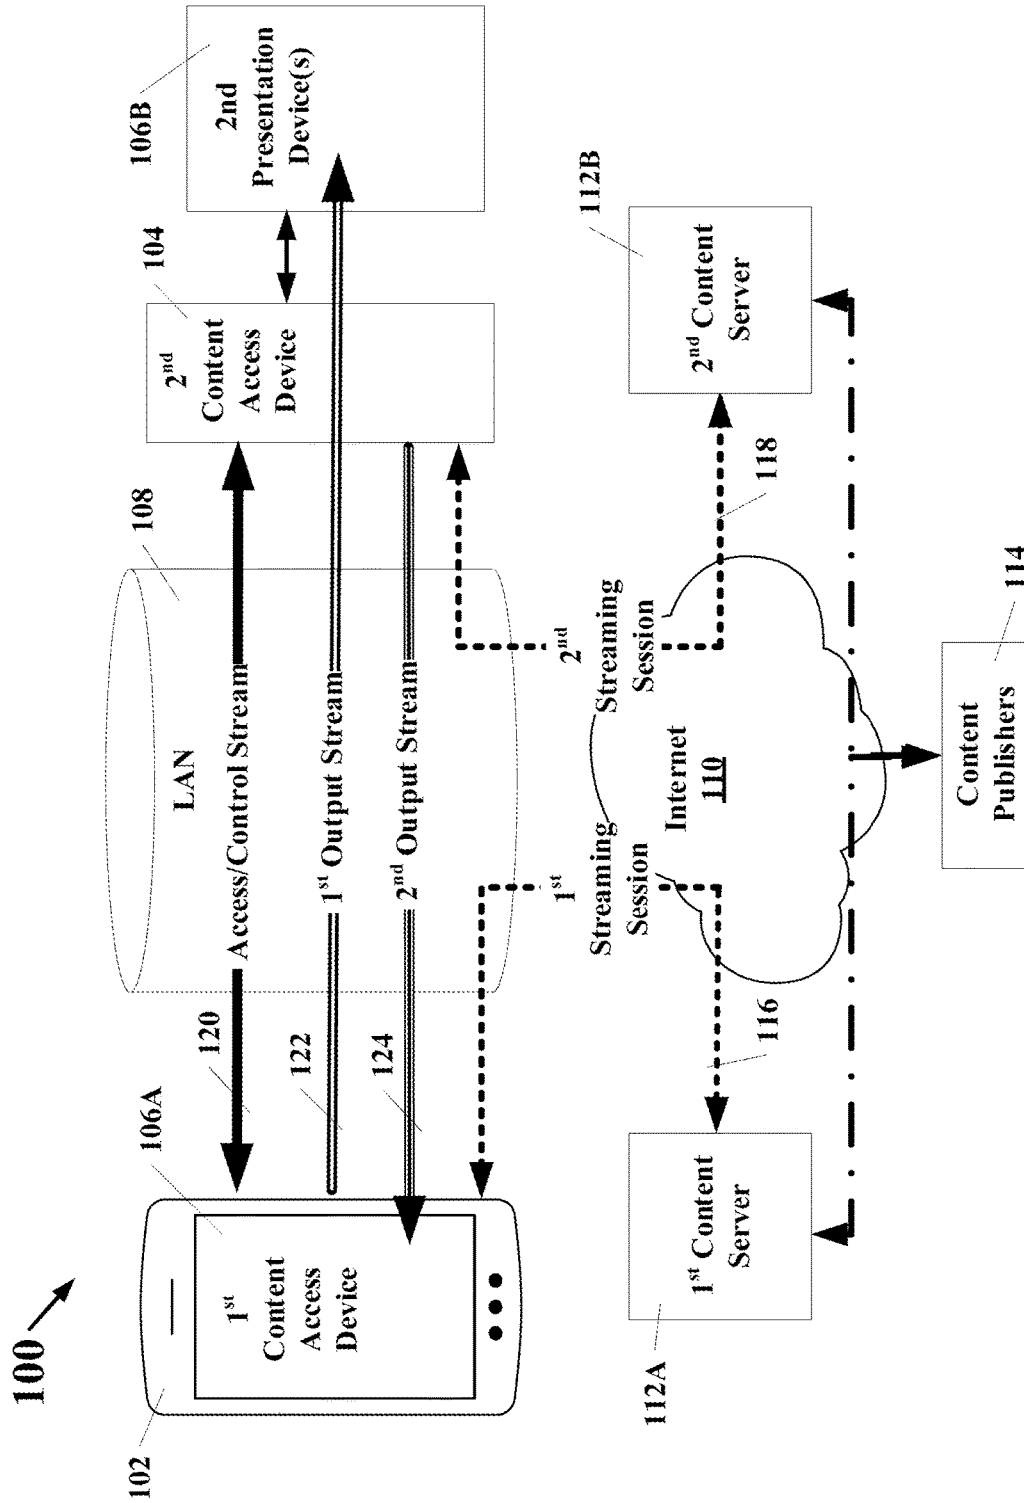 100
102
106A
1st
Content
Access
Device
120
122
124
LAN
108
Access/Control Stream
1st Output Stream
2nd Output Stream
104
2nd
Content
Access
Device
106B
2nd
Presentation
Device(s)
1st
Streaming
Session
2nd
Streaming
Session
Internet
110
116
118
112A
1st Content
Server
112B
2nd Content
Server
Content
Publishers
114